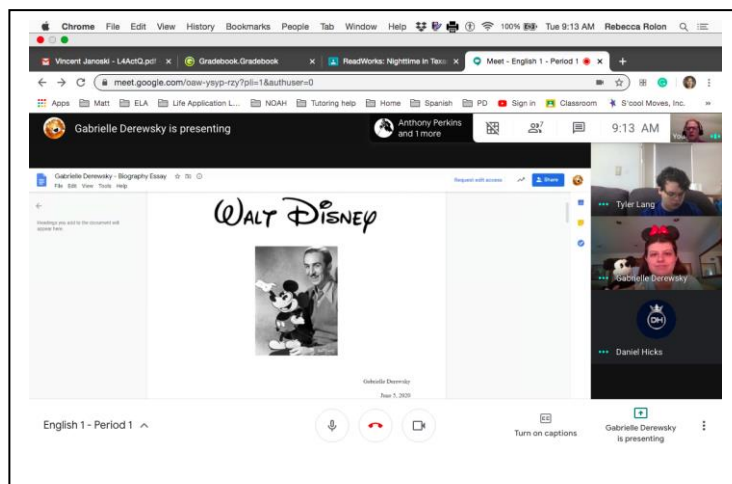 Chrome File Edit View History Bookmarks People Tab Window Help 100% Tue 9:13 AM Rebecca Rolon
Vincent Janoski - L4ActQ.pdf Gradebook.Gradebook ReadWorks: Nighttime in Texa Meet - English 1 - Period 1
meet.google.com/oaw-ysyp-rzy?pli=1&authuser=0
Apps Matt ELA Life Application L... NOAH Tutoring help Home Spanish PD Sign in Classroom S'cool Moves, Inc.
Gabrielle Derewsky is presenting
Anthony Perkins
and 1 more
7
9:13 AM
You
Gabrielle Derewsky - Biography Essay
File Edit View Tools Help
Request edit access
Share
Headings you add to the document will
appear here.
WALT DISNEY
Gabrielle Derewsky
June 5, 2020
Tyler Lang
Gabrielle Derewsky
DH
Daniel Hicks
English 1 - Period 1
Turn on captions
Gabrielle Derewsky
is presenting